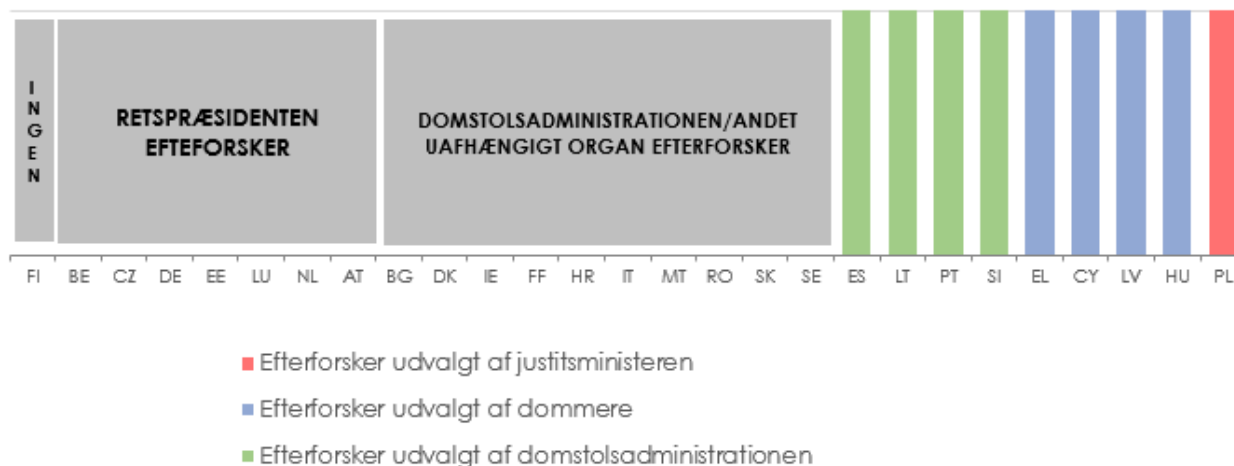 INGEN
RETSPRÆSIDENTEN
EFTEFORSKER
DOMSTOLSADMINISTRATIONEN/ANDET
UAFHÆNGIGT ORGAN EFTERFORSKER
FI BE CZ DE EE LU NL AT BG DK IE FF HR IT MT RO SK SE ES LT PT SI EL CY LV HU PL
Efterforsker udvalgt af justitsministeren
Efterforsker udvalgt af dommere
Efterforsker udvalgt af domstolsadministrationen